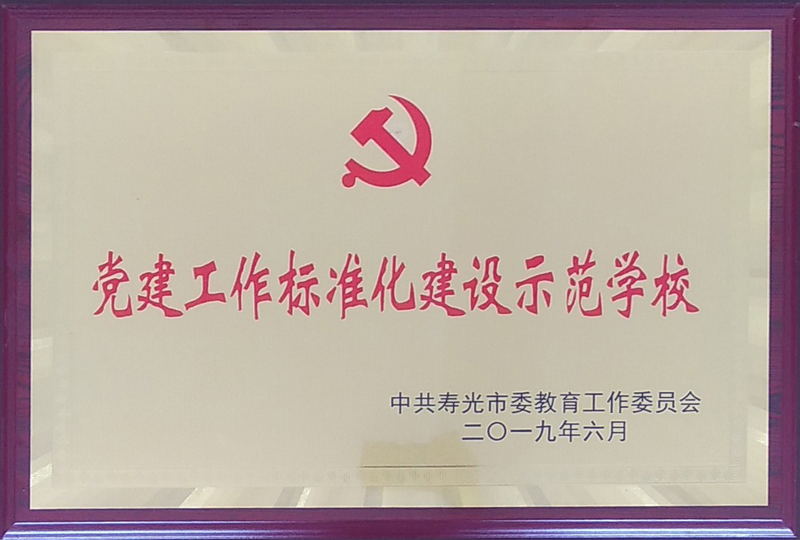 党建工作标准化建设示范学校
中共寿光市委教育工作委员会
二〇一九年六月